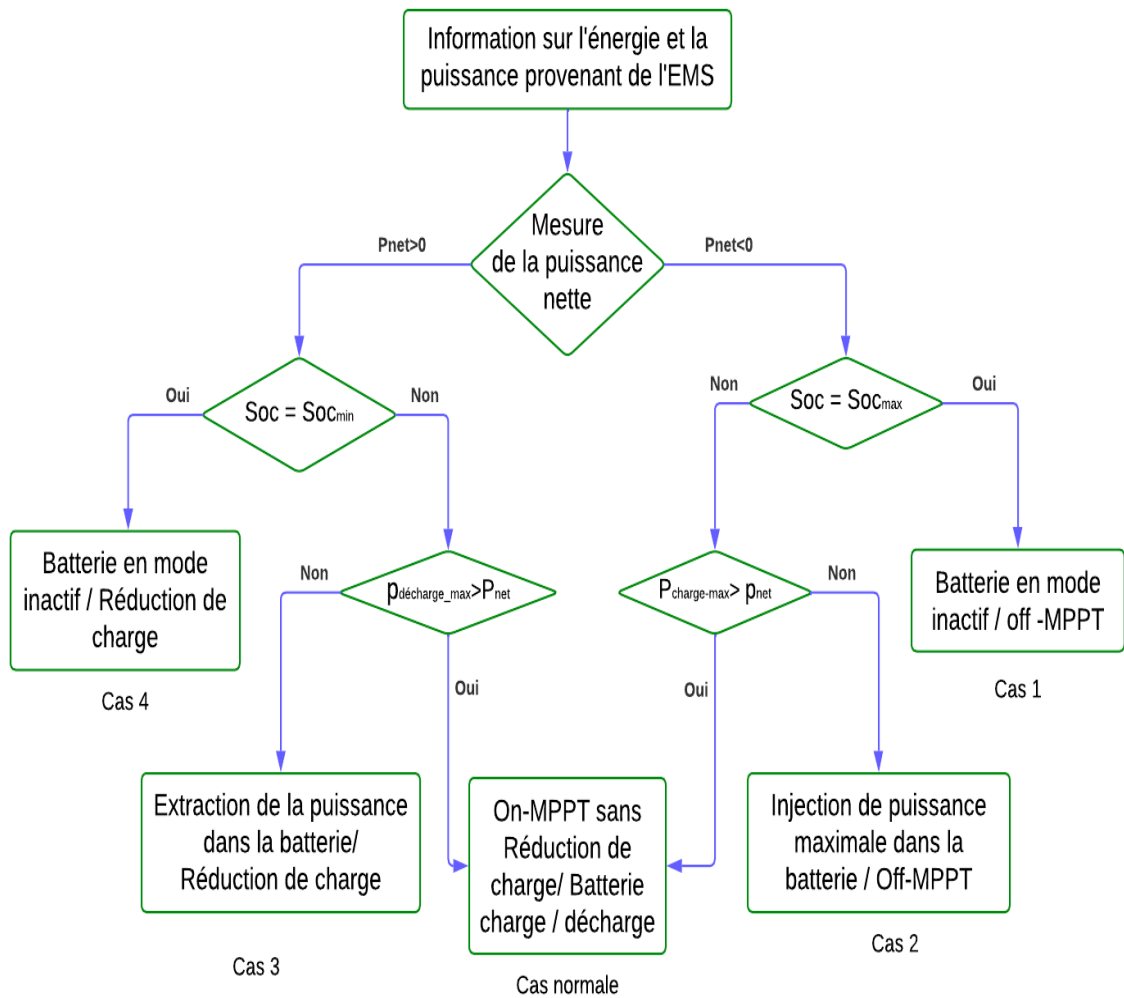 Information sur l'énergie et la
puissance provenant de l'EMS
Mesure
de la puissance
nette
Pnet>0
Pnet<0
Soc = Socmin
Oui
Non
Soc = Socmax
Non
Oui
Batterie en mode
inactif / Réduction de
charge
Cas 4
pdécharge_max>Pnet
Non
Oui
Pcharge-max> pnet
Non
Oui
Batterie en mode
inactif / off -MPPT
Cas 1
Extraction de la puissance
dans la batterie/
Réduction de charge
Cas 3
On-MPPT sans
Réduction de
charge/ Batterie
charge / décharge
Cas normale
Injection de puissance
maximale dans la
batterie / Off-MPPT
Cas 2